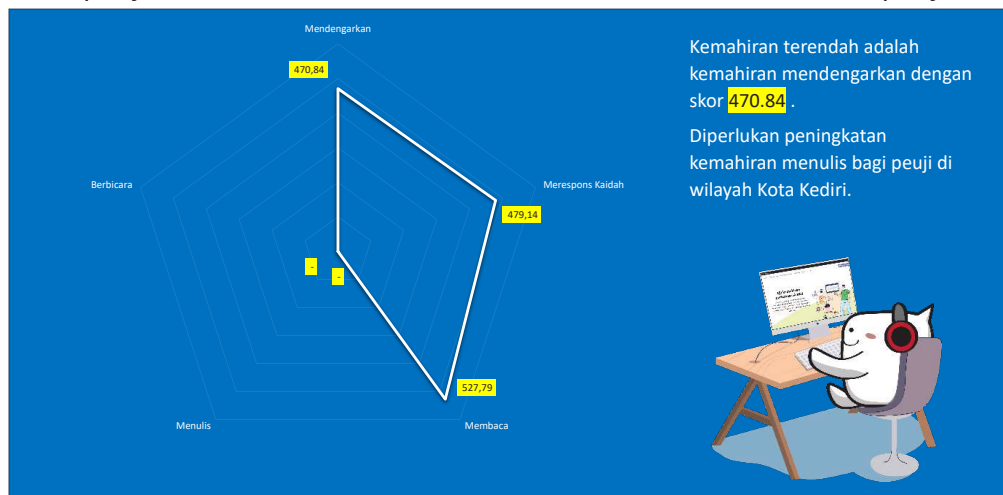 Mendengarkan
470,84
Berbicara
Merespons Kaidah
479,14
-
-
527,79
Menulis
Membaca
Kemahiran terendah adalah
kemahiran mendengarkan dengan
skor 470.84 .
Diperlukan peningkatan
kemahiran menulis bagi peuji di
wilayah Kota Kediri.